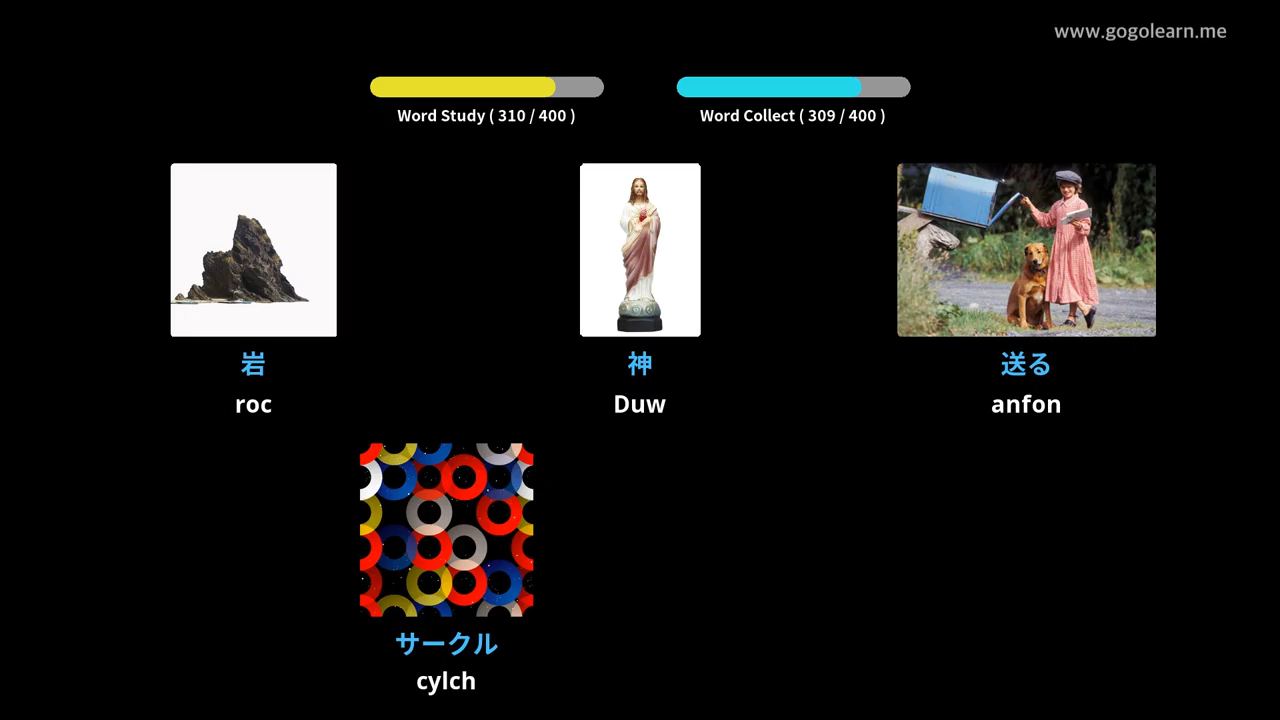 www.gogolearn.me
Word Study ( 310 / 400 )
Word Collect ( 309 / 400 )
岩
roc
神
Duw
送る
anfon
サークル
cylch